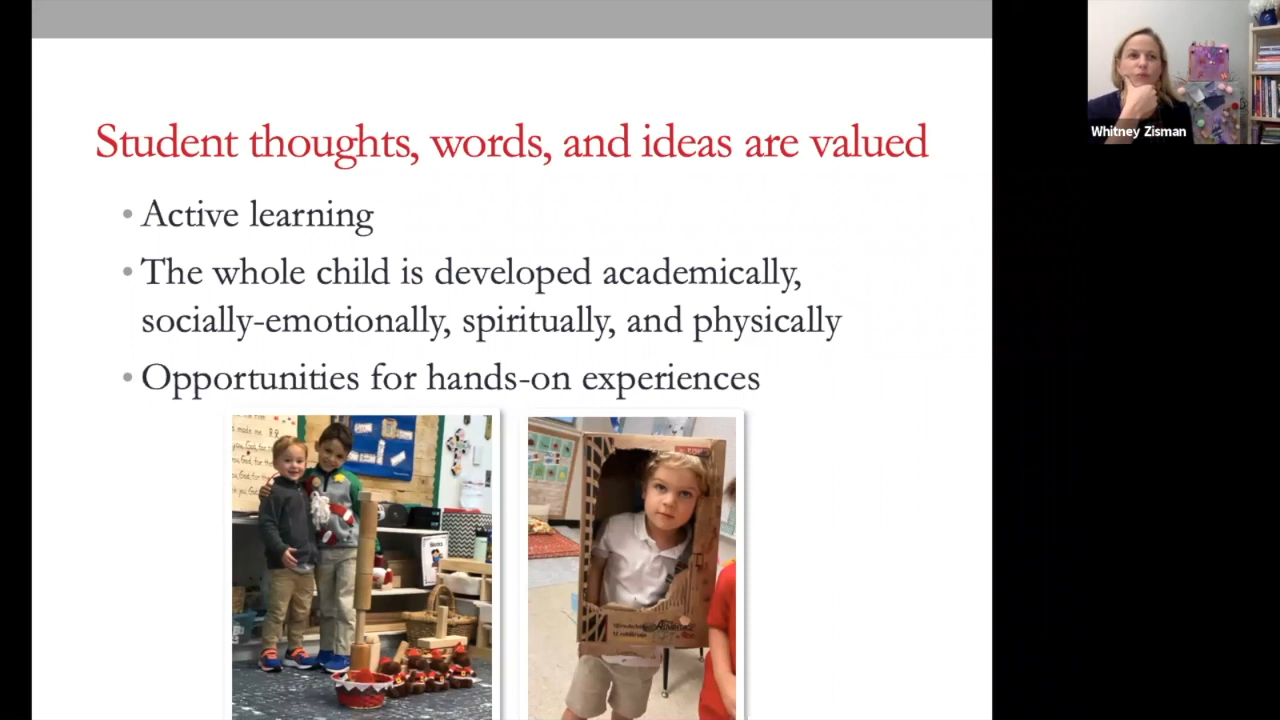 Student thoughts, words, and ideas are valued
Whitney Zisman
• Active learning
• The whole child is developed academically,
socially-emotionally, spiritually, and physically
• Opportunities for hands-on experiences